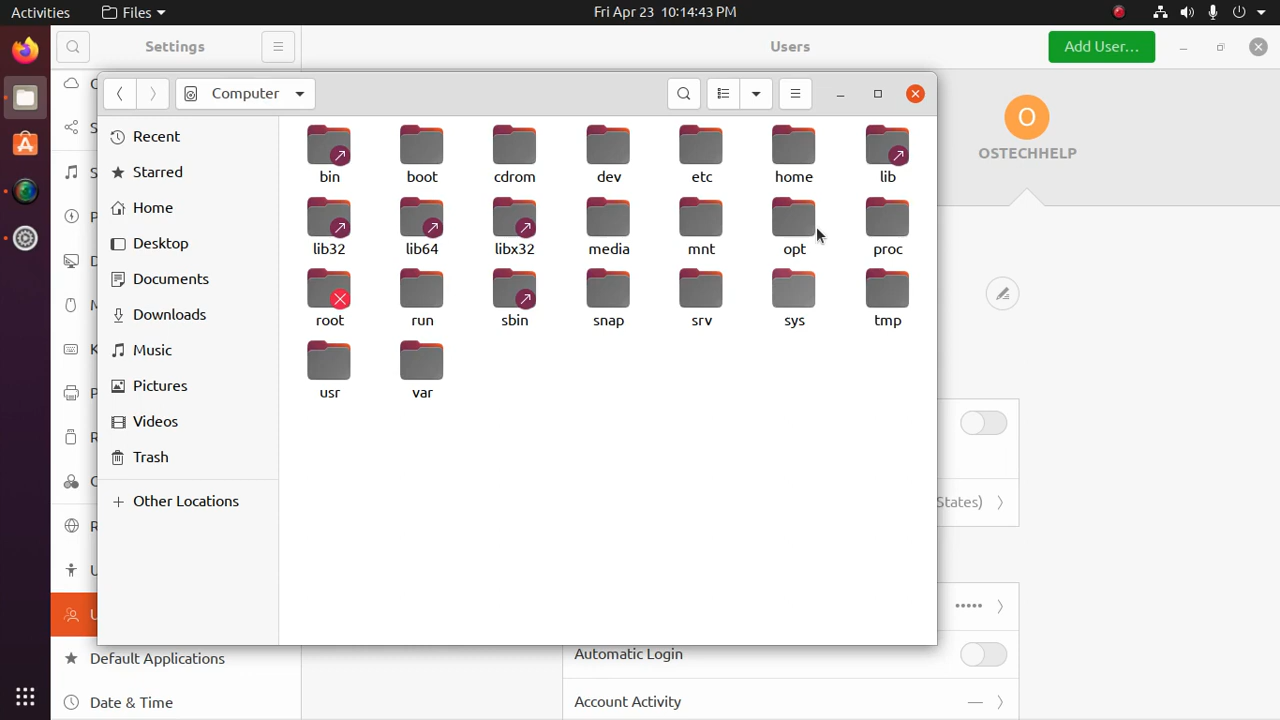 Activities Files Fri Apr 23 10:14:43 PM
Settings Users Add User...
Computer
O
OSTECHHELP
Recent
Starred
Home
Desktop
Documents
Downloads
Music
Pictures
Videos
Trash
Other Locations
bin boot cdrom dev etc home lib
lib32 lib64 libx32 media mnt opt proc
root run sbin snap srv sys tmp
usr var
States)
•••••
Default Applications
Date & Time
Automatic Login
Account Activity —